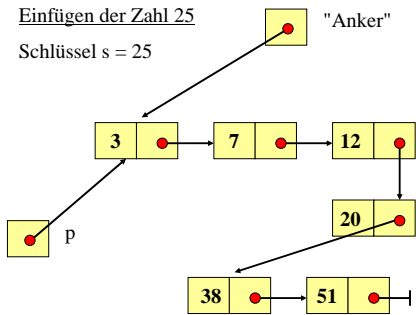 Einfügen der Zahl 25
"Anker"
Schlüssel s = 25
3 7 12
p
20
38 51